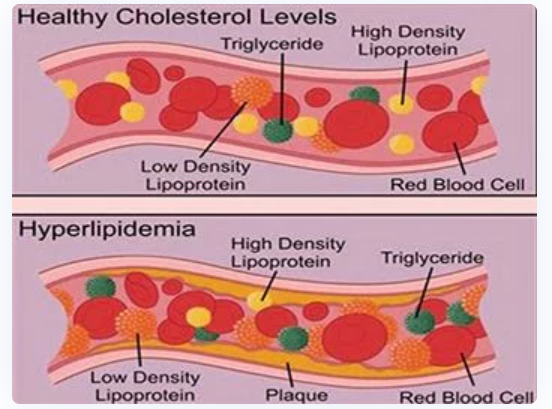 Healthy Cholesterol Levels
Triglyceride
High Density
Lipoprotein
Low Density
Lipoprotein
Red Blood Cell
Hyperlipidemia
High Density
Lipoprotein
Triglyceride
Low Density
Lipoprotein
Plaque
Red Blood Cell